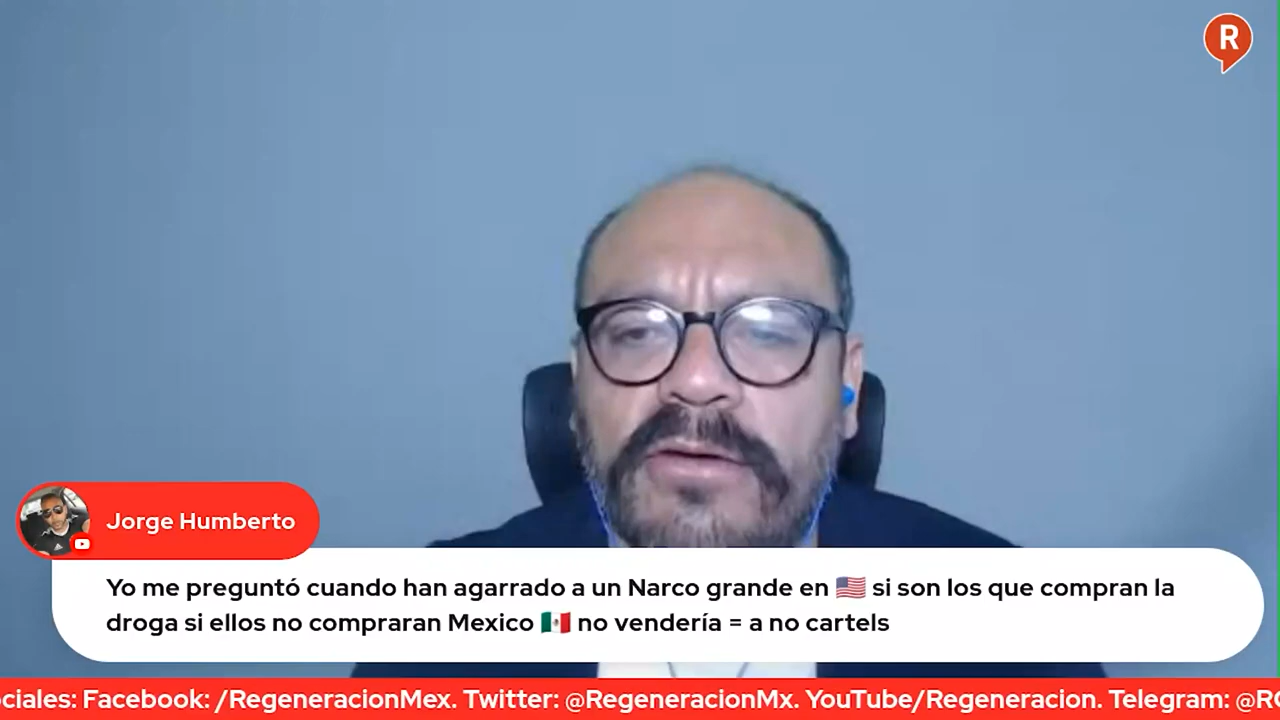 R
Jorge Humberto
Yo me preguntó cuando han agarrado a un Narco grande en 🇺🇸 si son los que compran la
droga si ellos no compraran Mexico 🇲🇽 no vendería = a no cartels
ociales: Facebook: /RegeneracionMex. Twitter: @RegeneracionMx. YouTube/Regeneracion. Telegram: @R